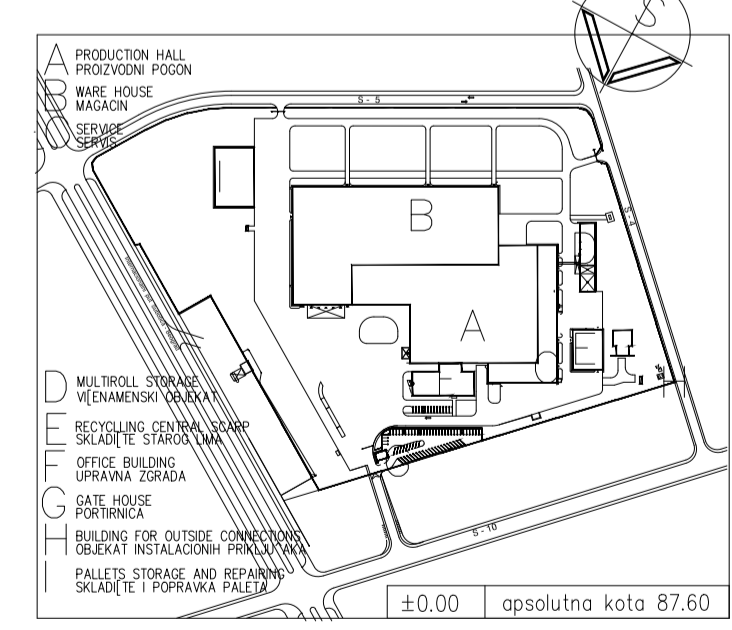 S
A PRODUCTION HALL
PROIZVODNI POGON
B WARE HOUSE
MAGACIN
C SERVICE
SERVIS
S-5
S-4
B
A
D MULTIROLL STORAGE
VI[ENAMENSKI OBJEKAT
E RECYCLLING CENTRAL SCARP
SKLADI[TE STAROG LIMA
F OFFICE BUILDING
UPRAVNA ZGRADA
G GATE HOUSE
PORTIRNICA
H BUILDING FOR OUTSIDE CONNECTIONS
OBJEKAT INSTALACIONIH PRIKLJU^AKA
I PALLETS STORAGE AND REPAIRING
SKLADI[TE I POPRAVKA PALETA
S-10
±0.00 apsolutna kota 87.60